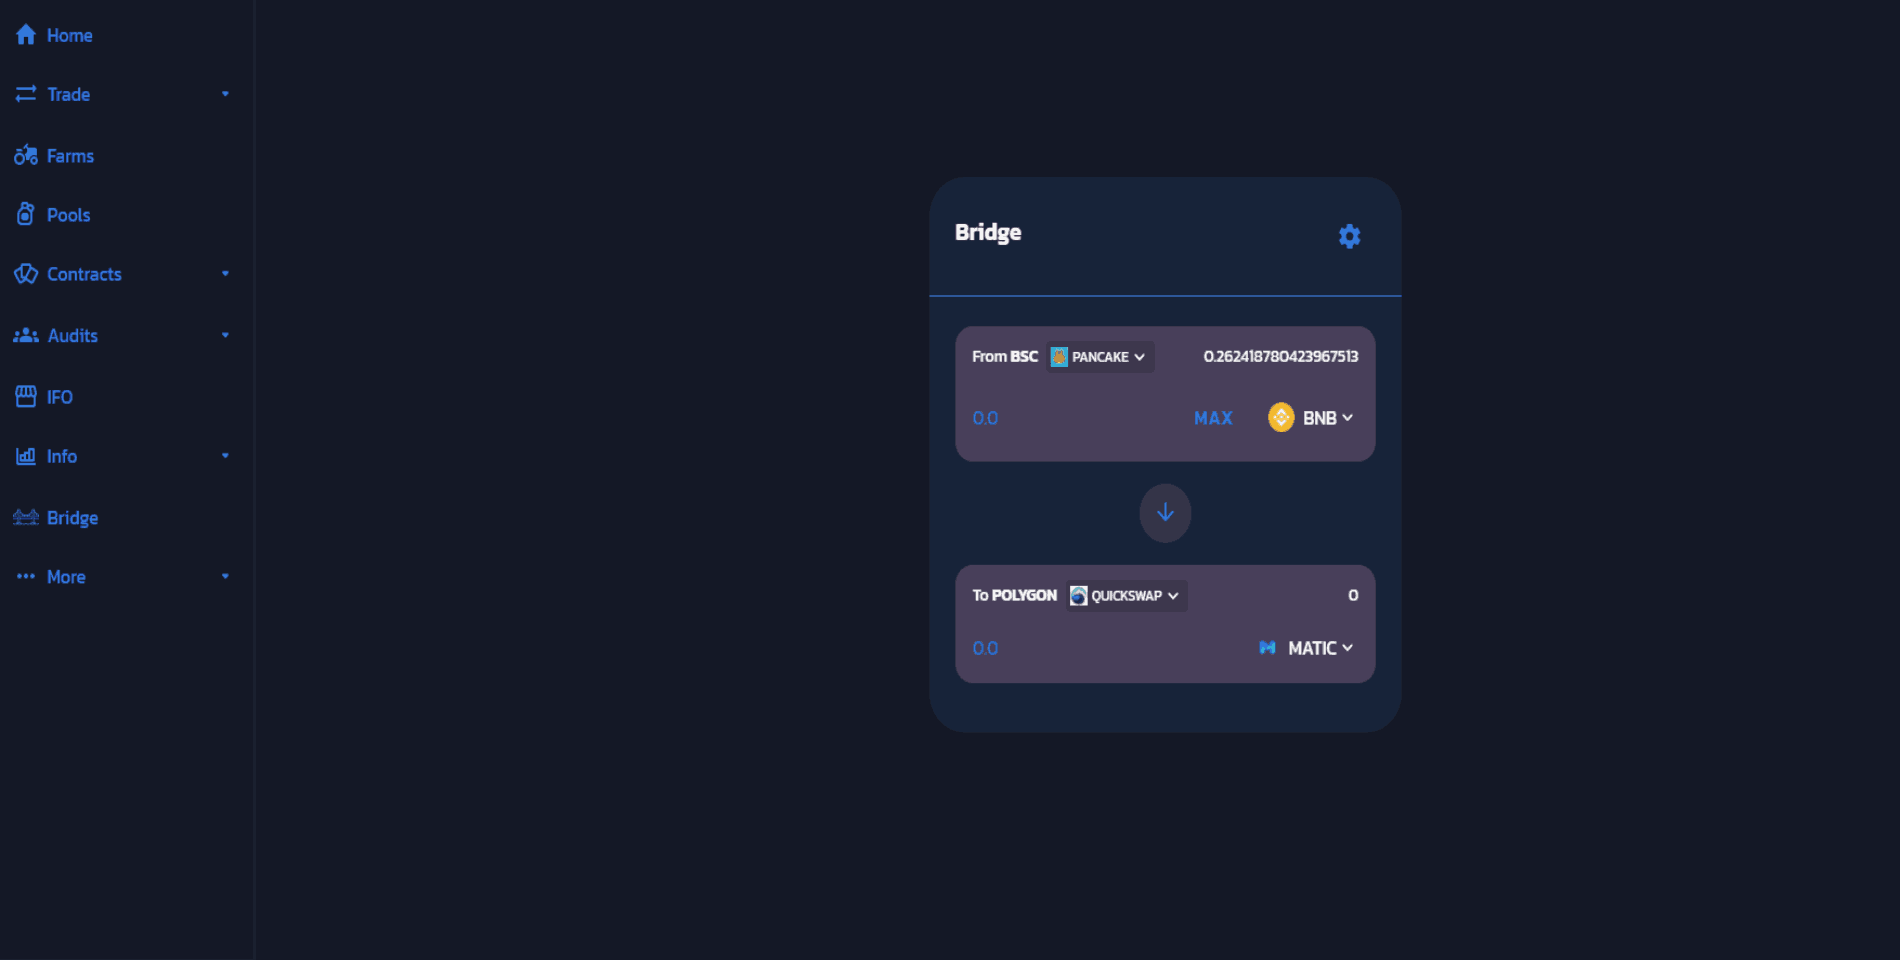 Home
Trade
Farms
Pools
Contracts
Audits
IFO
Info
Bridge
More
Bridge
From BSC PANCAKE 0.262418780423967513
0.0 MAX BNB
To POLYGON QUICKSWAP 0
0.0 MATIC